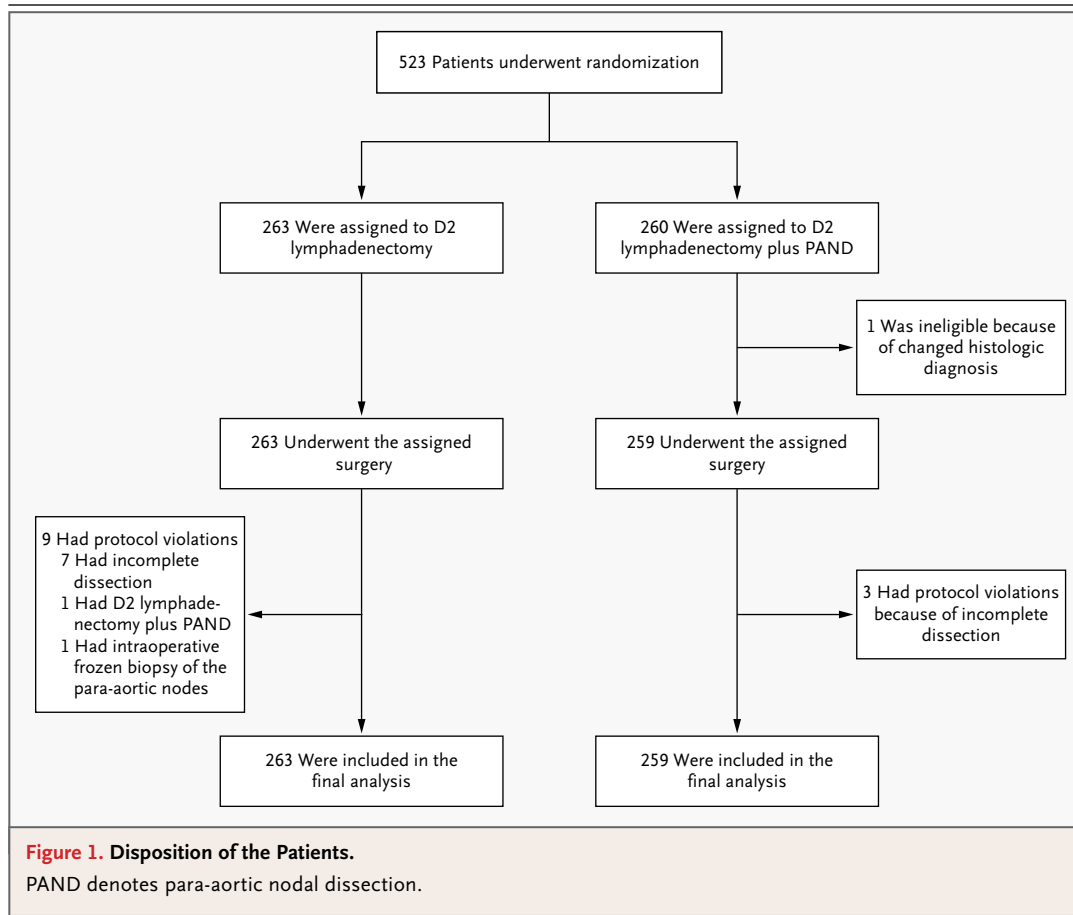 523 Patients underwent randomization
263 Were assigned to D2
lymphadenectomy
260 Were assigned to D2
lymphadenectomy plus PAND
1 Was ineligible because
of changed histologic
diagnosis
263 Underwent the assigned
surgery
259 Underwent the assigned
surgery
9 Had protocol violations
7 Had incomplete
dissection
1 Had D2 lymphade-
nectomy plus PAND
1 Had intraoperative
frozen biopsy of the
para-aortic nodes
3 Had protocol violations
because of incomplete
dissection
263 Were included in the
final analysis
259 Were included in the
final analysis
Figure 1. Disposition of the Patients.
PAND denotes para-aortic nodal dissection.